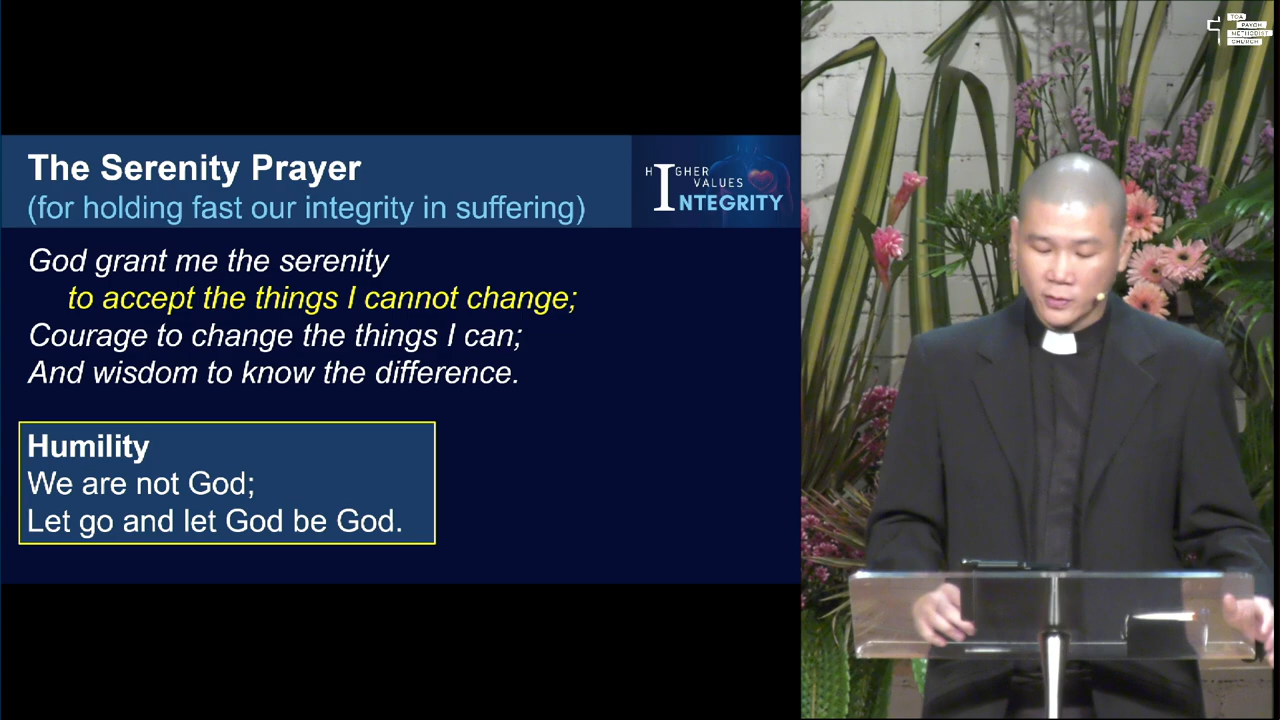 The Serenity Prayer
(for holding fast our integrity in suffering)
HIGHER
VALUES
INTEGRITY
God grant me the serenity
to accept the things I cannot change;
Courage to change the things I can;
And wisdom to know the difference.
Humility
We are not God;
Let go and let God be God.
TOA
PAYOH
METHODIST
CHURCH